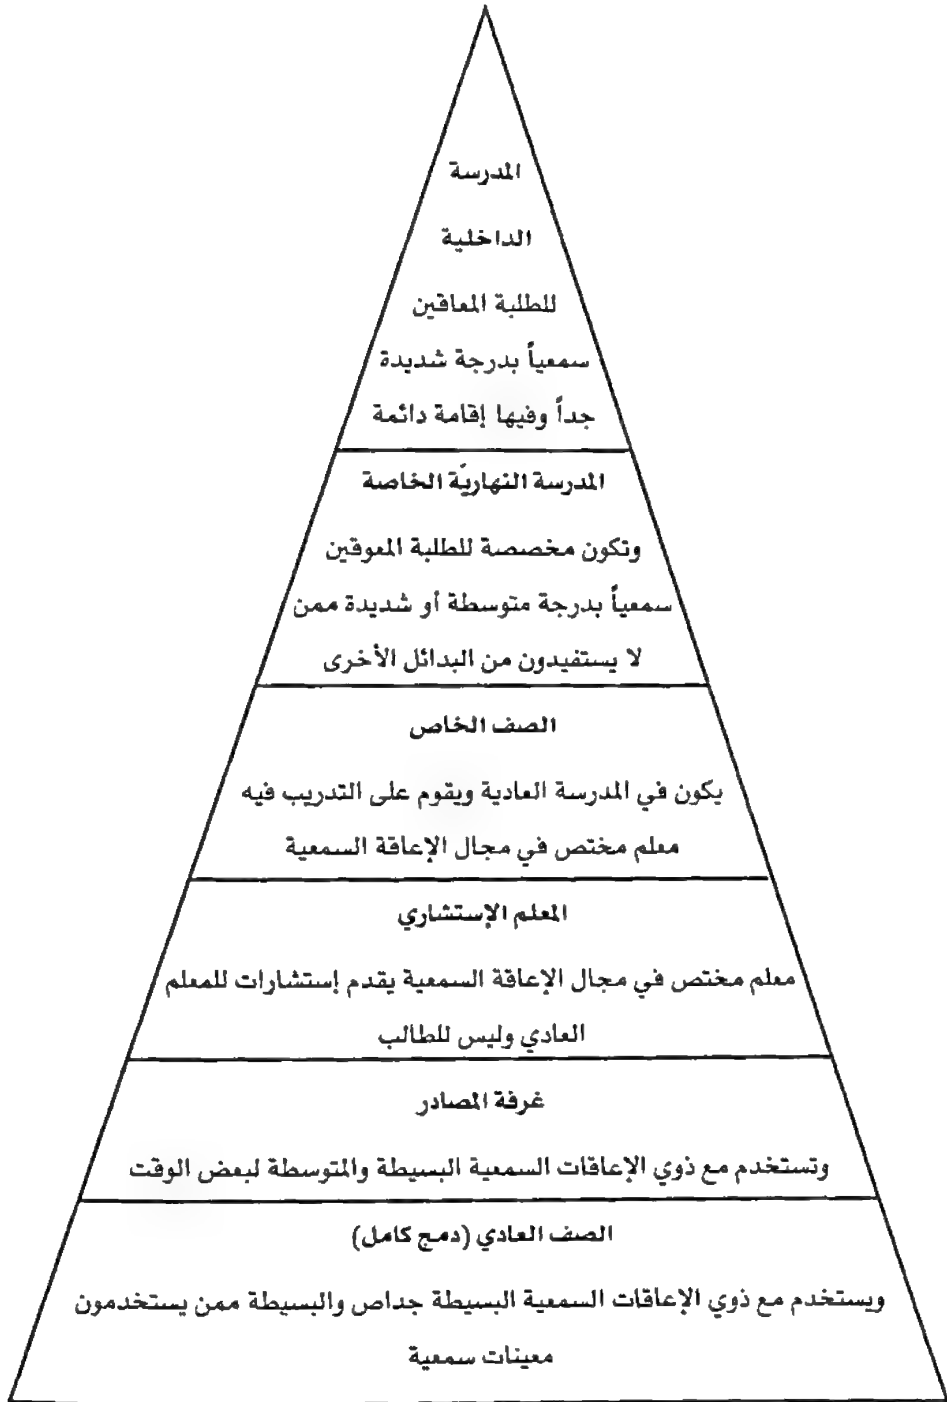 المدرسة
الداخلية
للطلبة المعاقين
سمعياً بدرجة شديدة
جداً وفيها إقامة دائمة
المدرسة النهاريّة الخاصة
وتكون مخصصة للطلبة المعوقين
سمعياً بدرجة متوسطة أو شديدة ممن
لا يستفيدون من البدائل الأخرى
الصف الخاص
يكون في المدرسة العادية ويقوم على التدريب فيه
معلم مختص في مجال الإعاقة السمعية
المعلم الإستشاري
معلم مختص في مجال الإعاقة السمعية يقدم إستشارات للمعلم
العادي وليس للطالب
غرفة المصادر
وتستخدم مع ذوي الإعاقات السمعية البسيطة والمتوسطة لبعض الوقت
الصف العادي (دمج كامل)
ويستخدم مع ذوي الإعاقات السمعية البسيطة جداص والبسيطة ممن يستخدمون
معينات سمعية